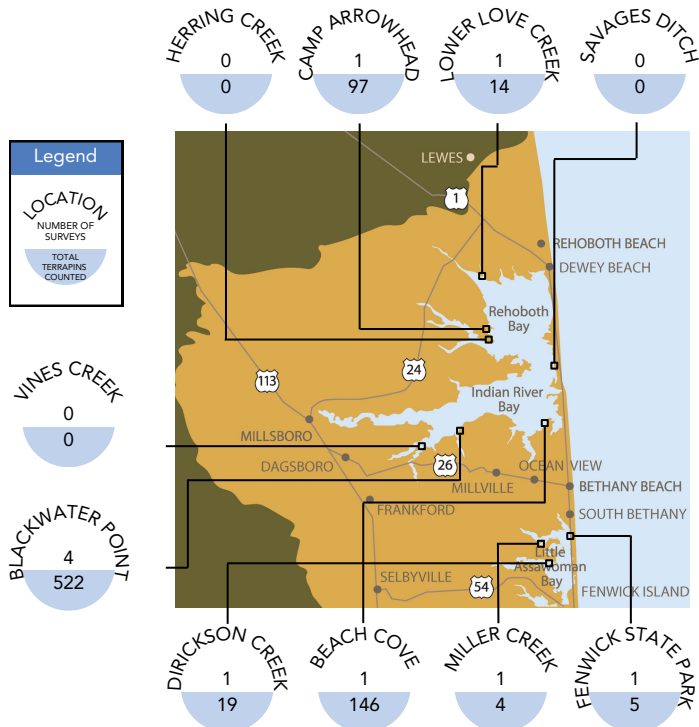 HERRING CREEK
0
0
CAMP ARROWHEAD
1
97
LOWER LOVE CREEK
1
14
SAVAGES DITCH
0
0
Legend
LOCATION
NUMBER OF
SURVEYS
TOTAL
TERRAPINS
COUNTED
VINES CREEK
0
0
BLACKWATER POINT
4
522
LEWES
1
REHOBOTH BEACH
DEWEY BEACH
Rehoboth
Bay
24
113
Indian River
Bay
MILLSBORO
DAGSBORO
26
OCEAN VIEW
MILLVILLE
BETHANY BEACH
FRANKFORD
SOUTH BETHANY
Little
Assawoman
Bay
SELBYVILLE
54
FENWICK ISLAND
DIRICKSON CREEK
1
19
BEACH COVE
1
146
MILLER CREEK
1
4
FENWICK STATE PARK
1
5